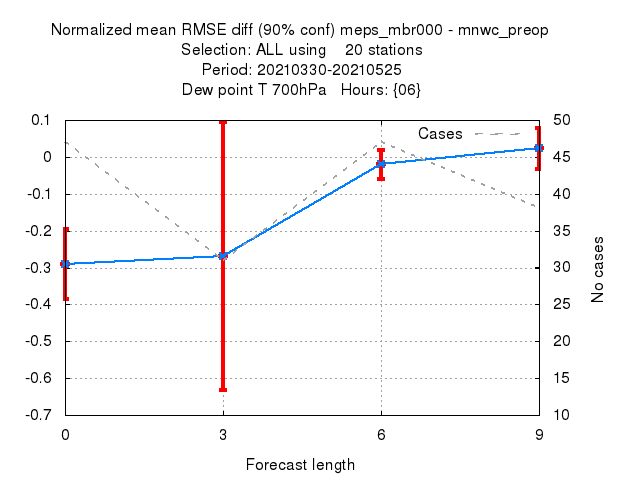 Normalized mean RMSE diff (90% conf) meps_mbr000 - mnwc_preop
Selection: ALL using    20 stations
Period: 20210330-20210525
Dew point T 700hPa   Hours: {06}
Cases
0.1
0
-0.1
-0.2
-0.3
-0.4
-0.5
-0.6
-0.7
50
45
40
35
30
25
20
15
10
No cases
0 3 6 9
Forecast length